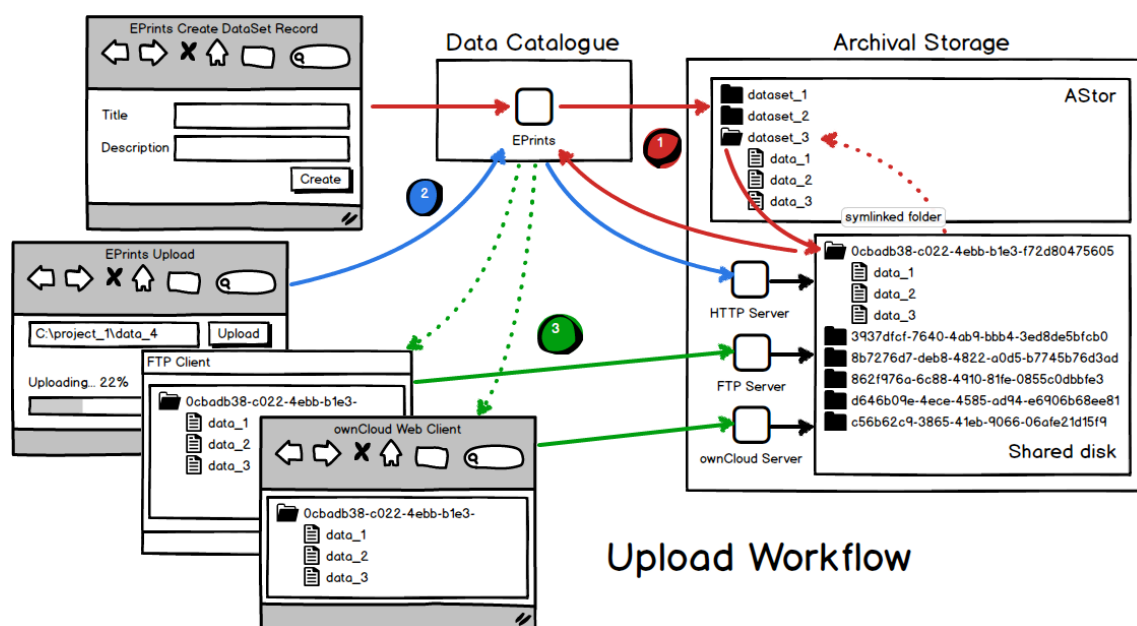 EPrints Create DataSet Record
Title
Description
Create
Data Catalogue
EPrints
Archival Storage
AStor
dataset_1
dataset_2
dataset_3
data_1
data_2
data_3
symlinked folder
1
2
3
EPrints Upload
C:\project_1\data_4
Upload
Uploading... 22%
FTP Client
0cbadb38-c022-4ebb-b1e3-
data_1
data_2
data_3
ownCloud Web Client
0cbadb38-c022-4ebb-b1e3-
data_1
data_2
data_3
HTTP Server
FTP Server
ownCloud Server
0cbadb38-c022-4ebb-b1e3-f72d80475605
data_1
data_2
data_3
3937dfcf-7640-4ab9-bbb4-3ed8de5bfcb0
8b7276d7-deb8-4822-a0d5-b7745b76d3ad
862f976a-6c88-4910-81fe-0855c0dbbfe3
d646b09e-4ece-4585-ad94-e6906b68ee81
c56b62c9-3865-41eb-9066-06afe21d15f9
Shared disk
Upload Workflow